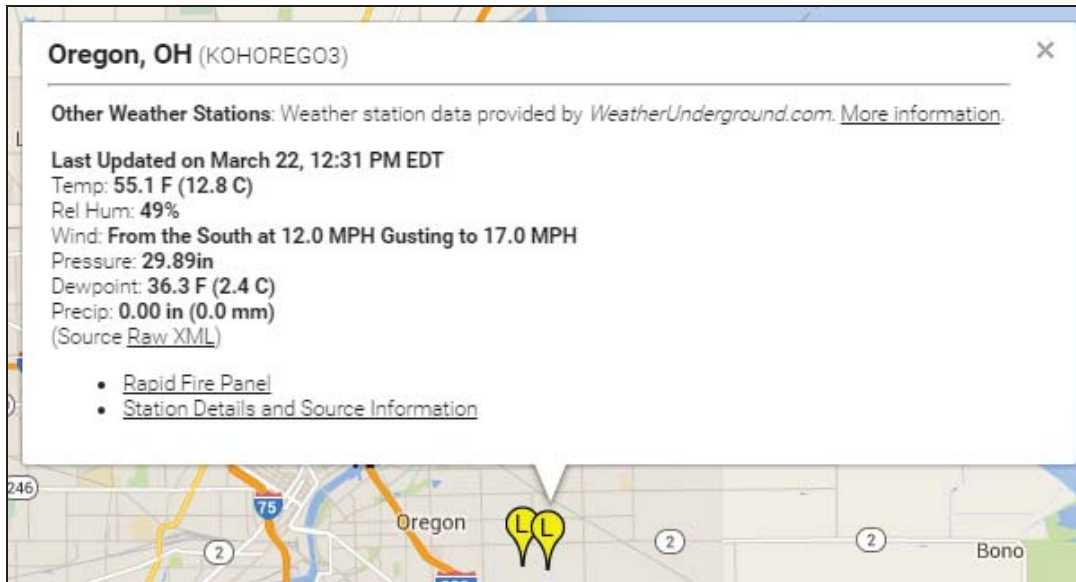 Oregon, OH (KOHOREGO3)
×
Other Weather Stations: Weather station data provided by WeatherUnderground.com. More information.
Last Updated on March 22, 12:31 PM EDT
Temp: 55.1 F (12.8 C)
Rel Hum: 49%
Wind: From the South at 12.0 MPH Gusting to 17.0 MPH
Pressure: 29.89in
Dewpoint: 36.3 F (2.4 C)
Precip: 0.00 in (0.0 mm)
(Source Raw XML)
• Rapid Fire Panel
• Station Details and Source Information
246
75
Oregon
L
L
2
2
2
Bono